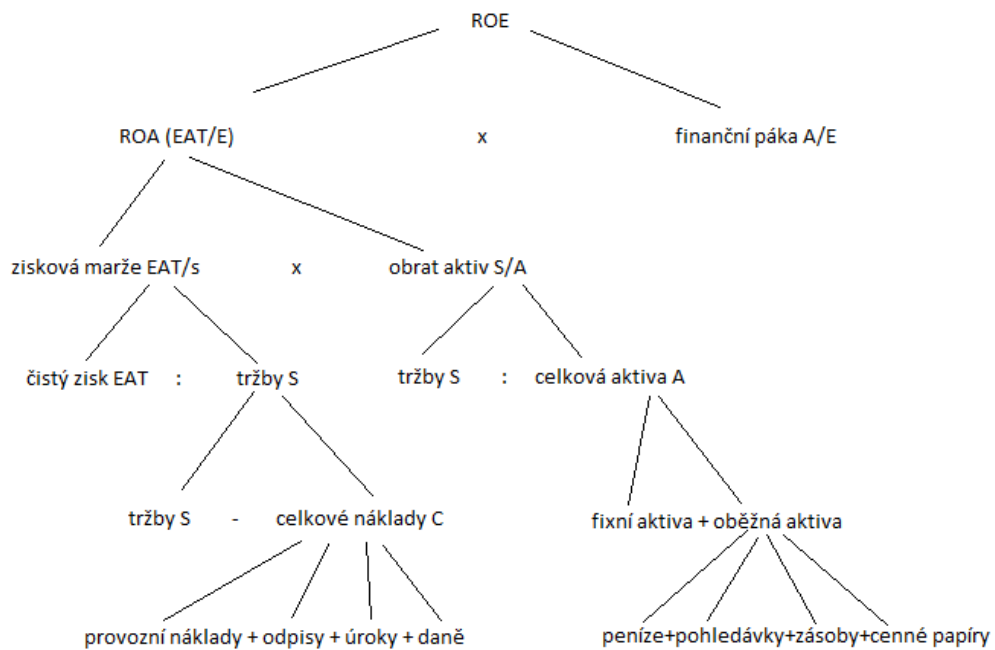 ROE
ROA (EAT/E) x finanční páka A/E
zisková marže EAT/s x obrat aktiv S/A
čistý zisk EAT : tržby S tržby S : celková aktiva A
tržby S - celkové náklady C fixní aktiva + oběžná aktiva
provozní náklady + odpisy + úroky + daně peníze+pohledávky+zásoby+cenné papíry